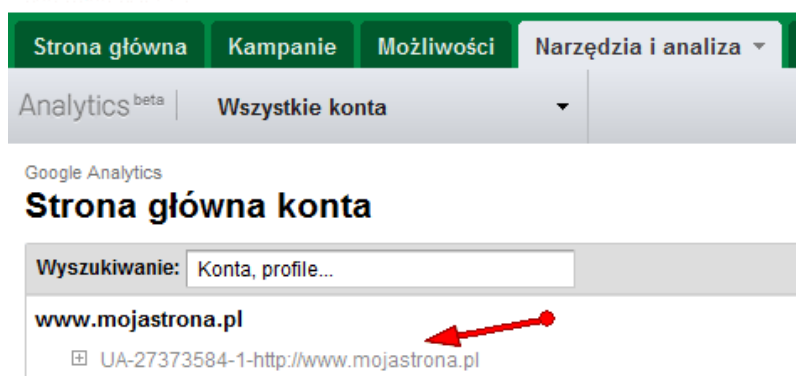 Strona główna Kampanie Możliwości Narzędzia i analiza
Analytics beta Wszystkie konta
Google Analytics
Strona główna konta
Wyszukiwanie: Konta, profile...
www.mojastrona.pl
UA-27373584-1-http://www.mojastrona.pl